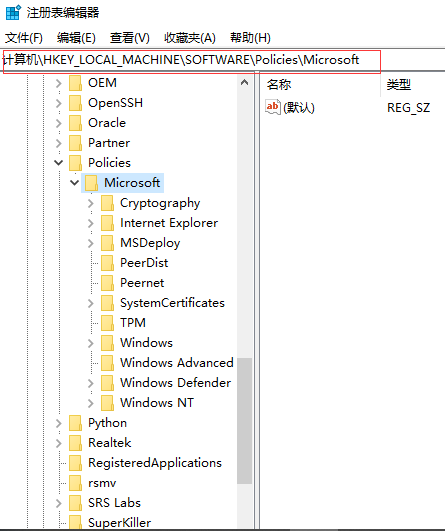 注册表编辑器
文件(F) 编辑(E) 查看(V) 收藏夹(A) 帮助(H)
计算机\HKEY_LOCAL_MACHINE\SOFTWARE\Policies\Microsoft
OEM
OpenSSH
Oracle
Partner
Policies
Microsoft
Cryptography
Internet Explorer
MSDeploy
PeerDist
Peernet
SystemCertificates
TPM
Windows
Windows Advanced
Windows Defender
Windows NT
Python
Realtek
RegisteredApplications
rsmv
SRS Labs
SuperKiller
名称 类型
ab (默认) REG_SZ